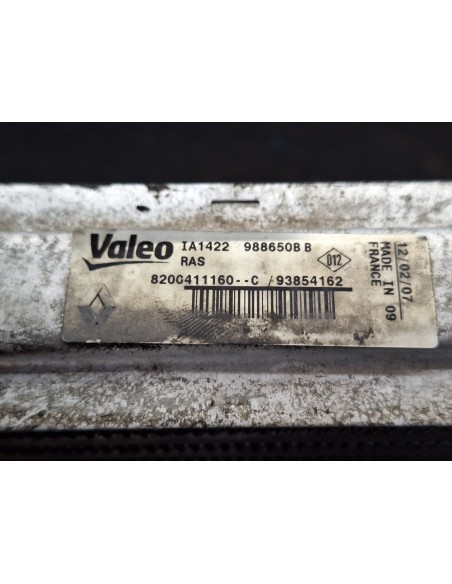 Valeo IA1422 988650B B
RAS
D12
8200411160--C / 93854162
12/02/07
MADE IN 09
FRANCE